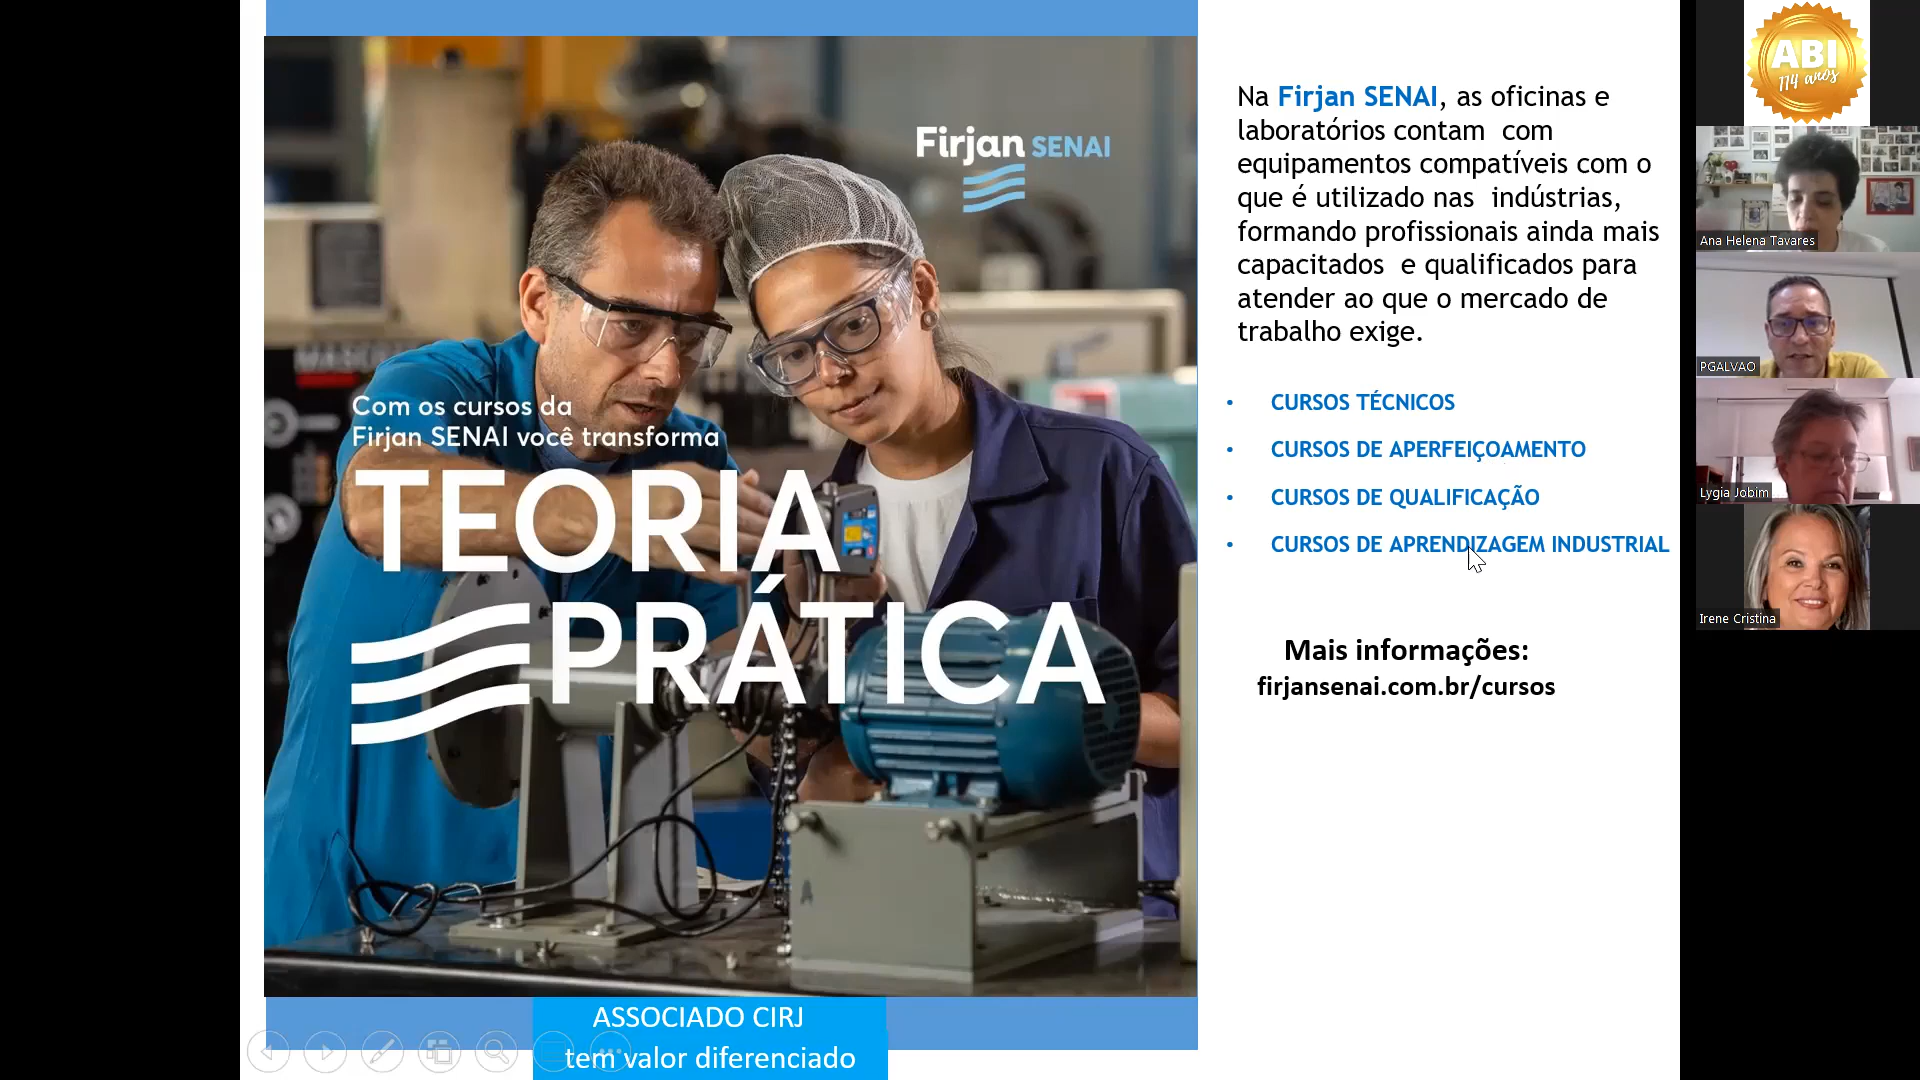 Firjan SENAI
Com os cursos da
Firjan SENAI você transforma
TEORIA
PRÁTICA
ASSOCIADO CIRJ
tem valor diferenciado
Na Firjan SENAI, as oficinas e
laboratórios contam com
equipamentos compatíveis com o
que é utilizado nas indústrias,
formando profissionais ainda mais
capacitados e qualificados para
atender ao que o mercado de
trabalho exige.
• CURSOS TÉCNICOS
• CURSOS DE APERFEIÇOAMENTO
• CURSOS DE QUALIFICAÇÃO
• CURSOS DE APRENDIZAGEM INDUSTRIAL
Mais informações:
firjansenai.com.br/cursos
ABI
114 anos
Ana Helena Tavares
PGALVAO
Lygia Jobim
Irene Cristina